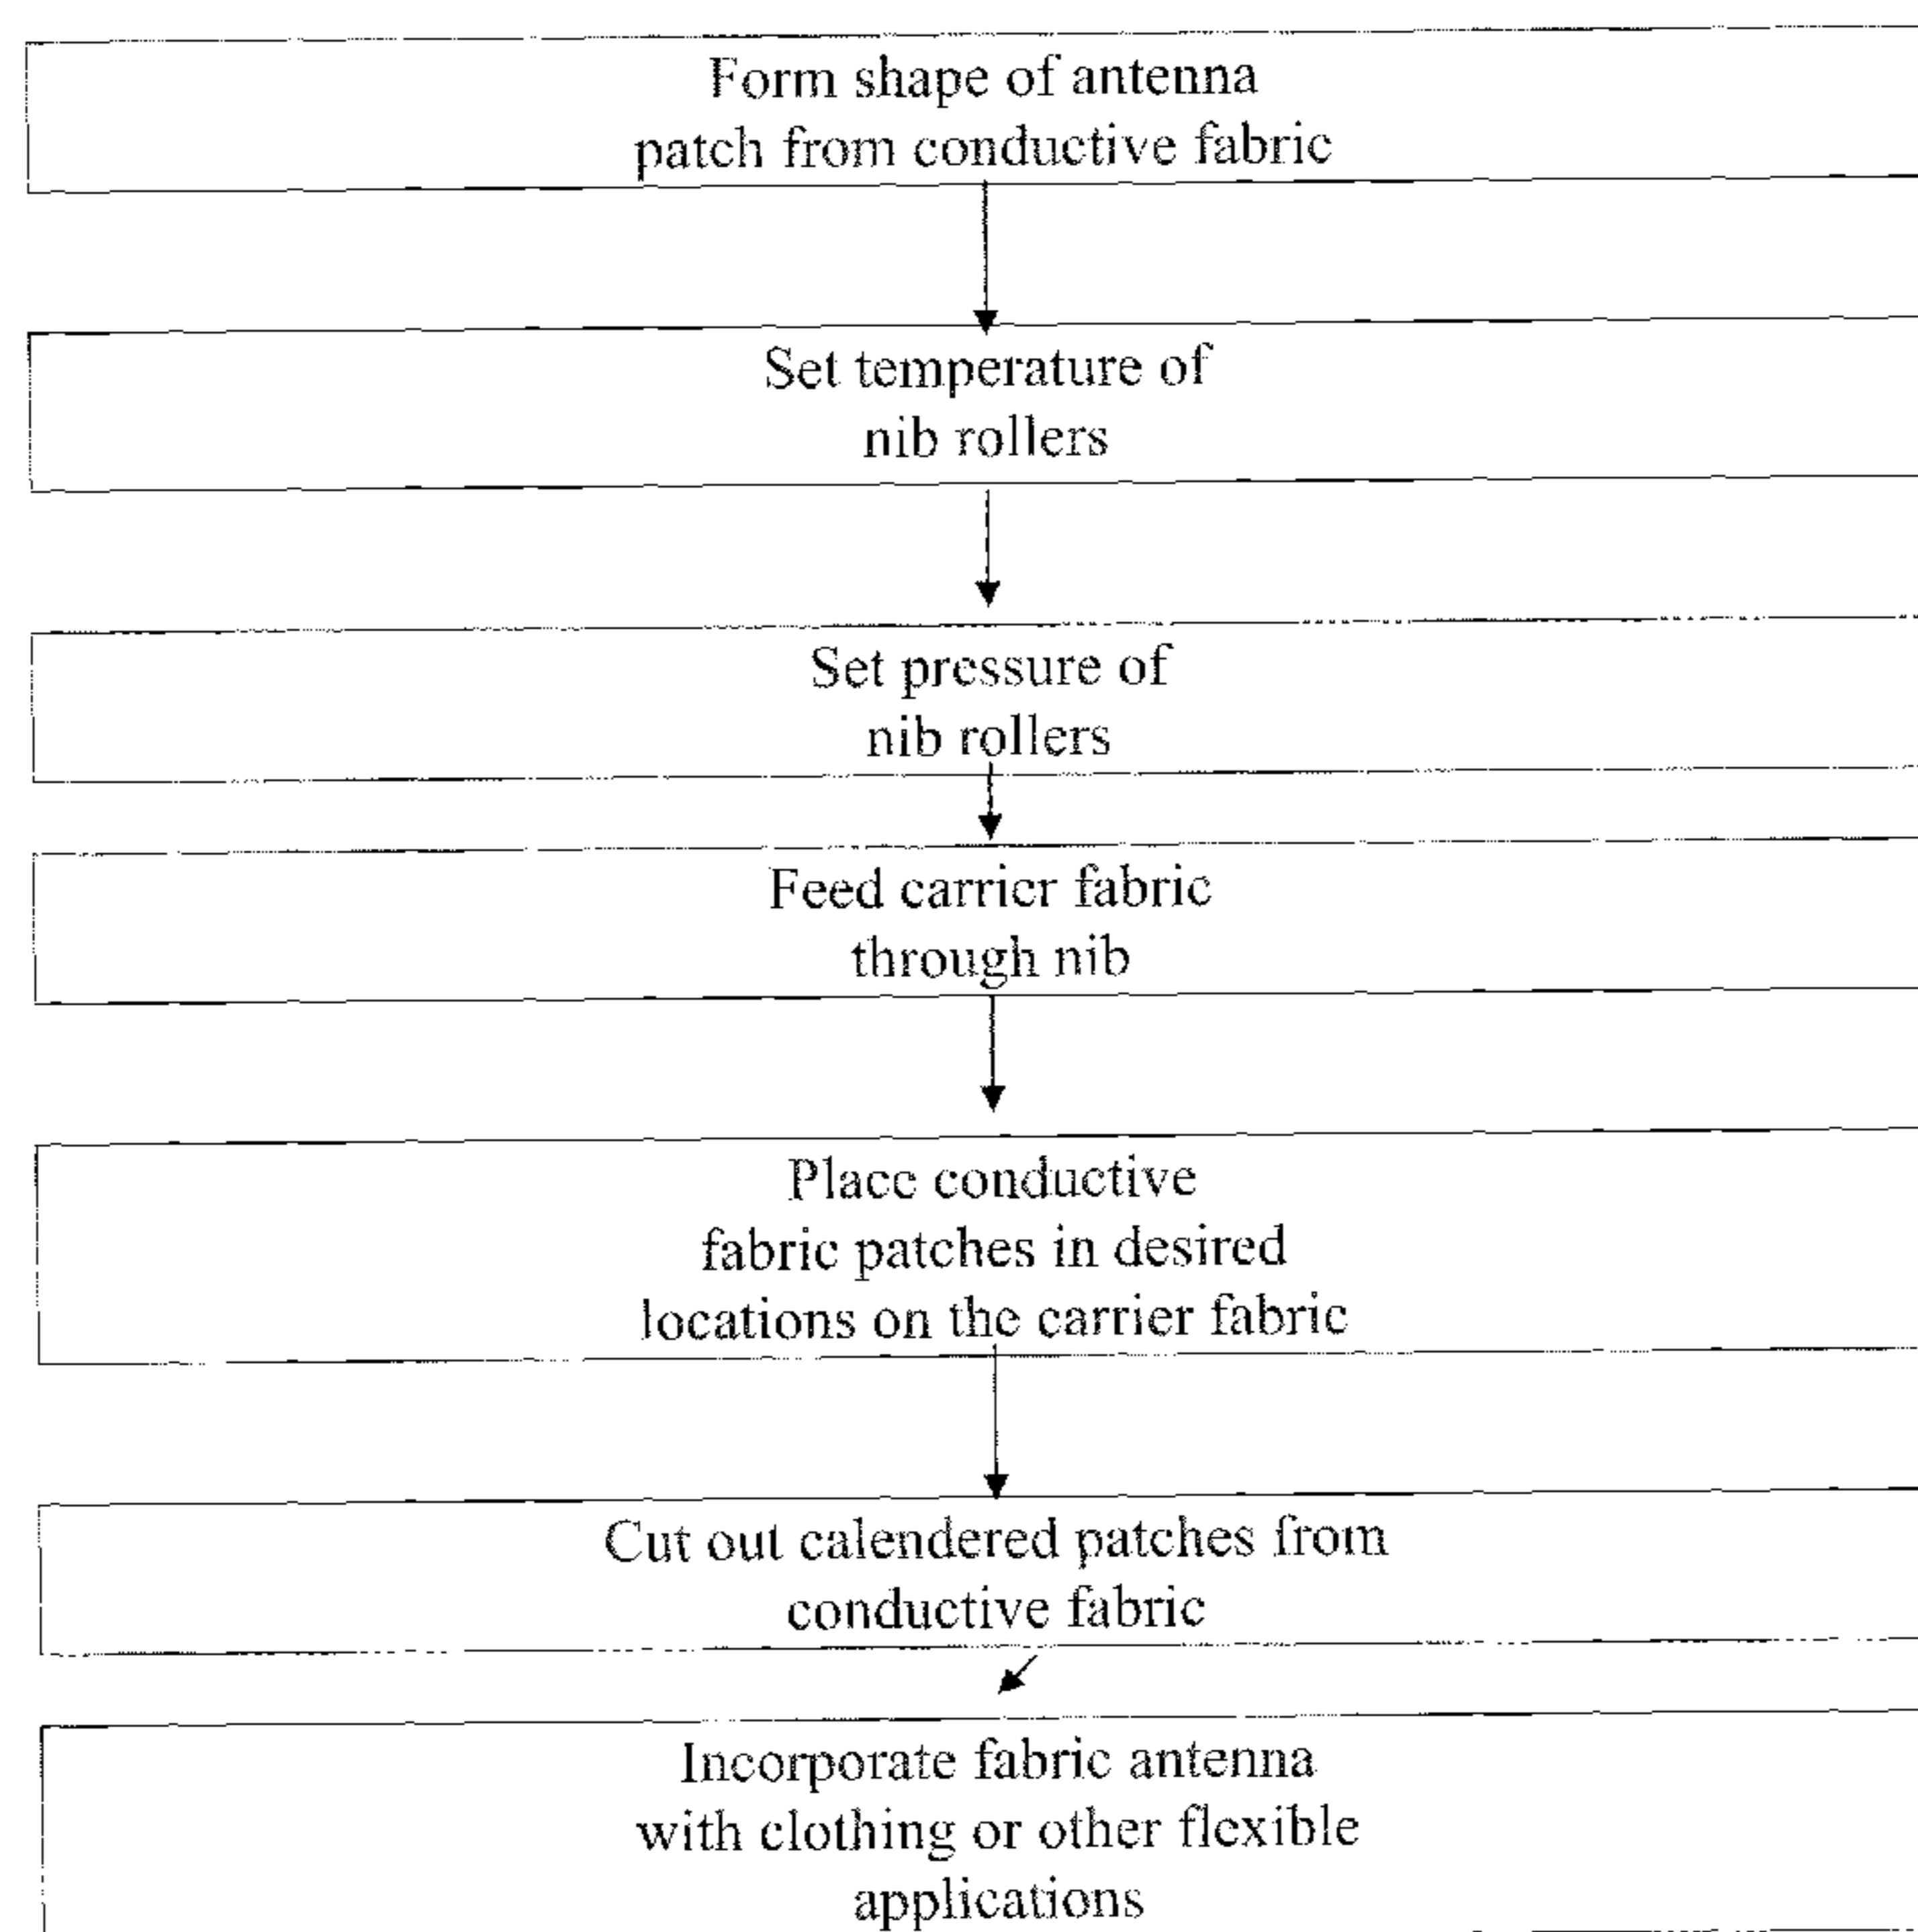 Form shape of antenna
patch from conductive fabric
Set temperature of
nib rollers
Set pressure of
nib rollers
Feed carrier fabric
through nib
Place conductive
fabric patches in desired
locations on the carrier fabric
Cut out calendered patches from
conductive fabric
Incorporate fabric antenna
with clothing or other flexible
applications